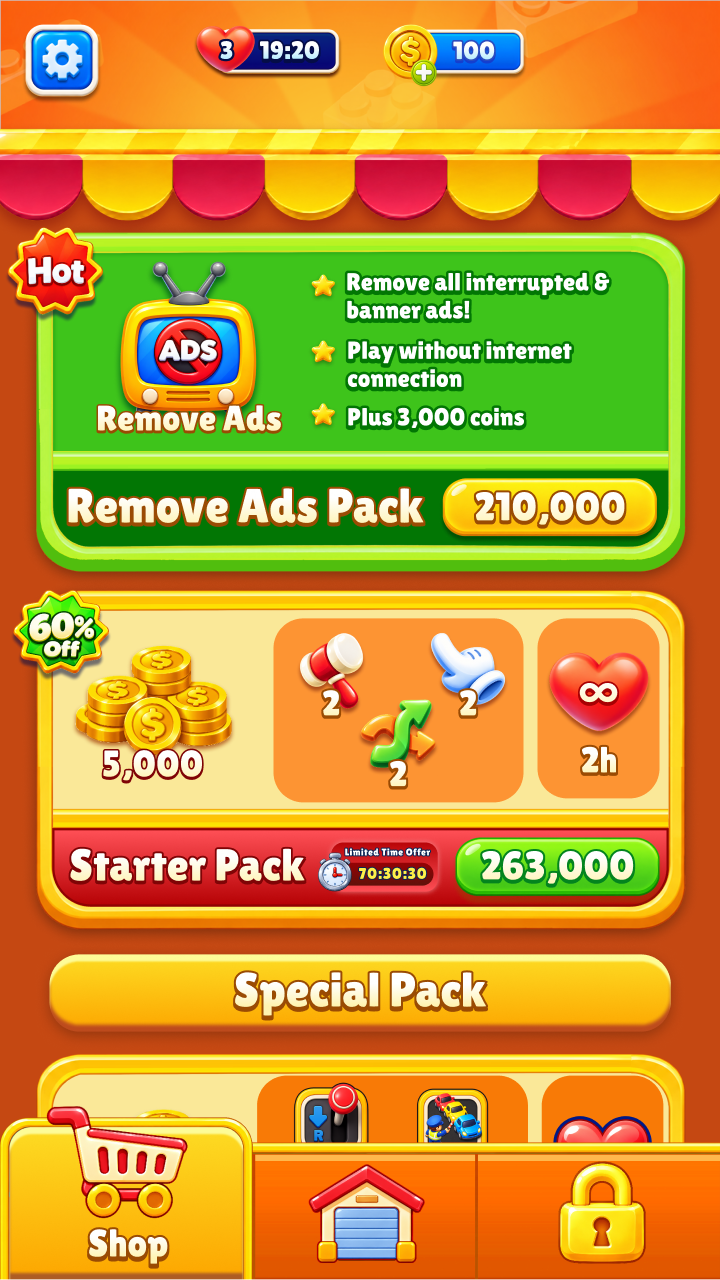 3
19:20
100
Hot
ADS
Remove Ads
Remove all interrupted &
banner ads!
Play without internet
connection
Plus 3,000 coins
Remove Ads Pack
210,000
60%
Off
5,000
2
2
2
∞
2h
Starter Pack
Limited Time Offer
70:30:30
263,000
Special Pack
R
Shop